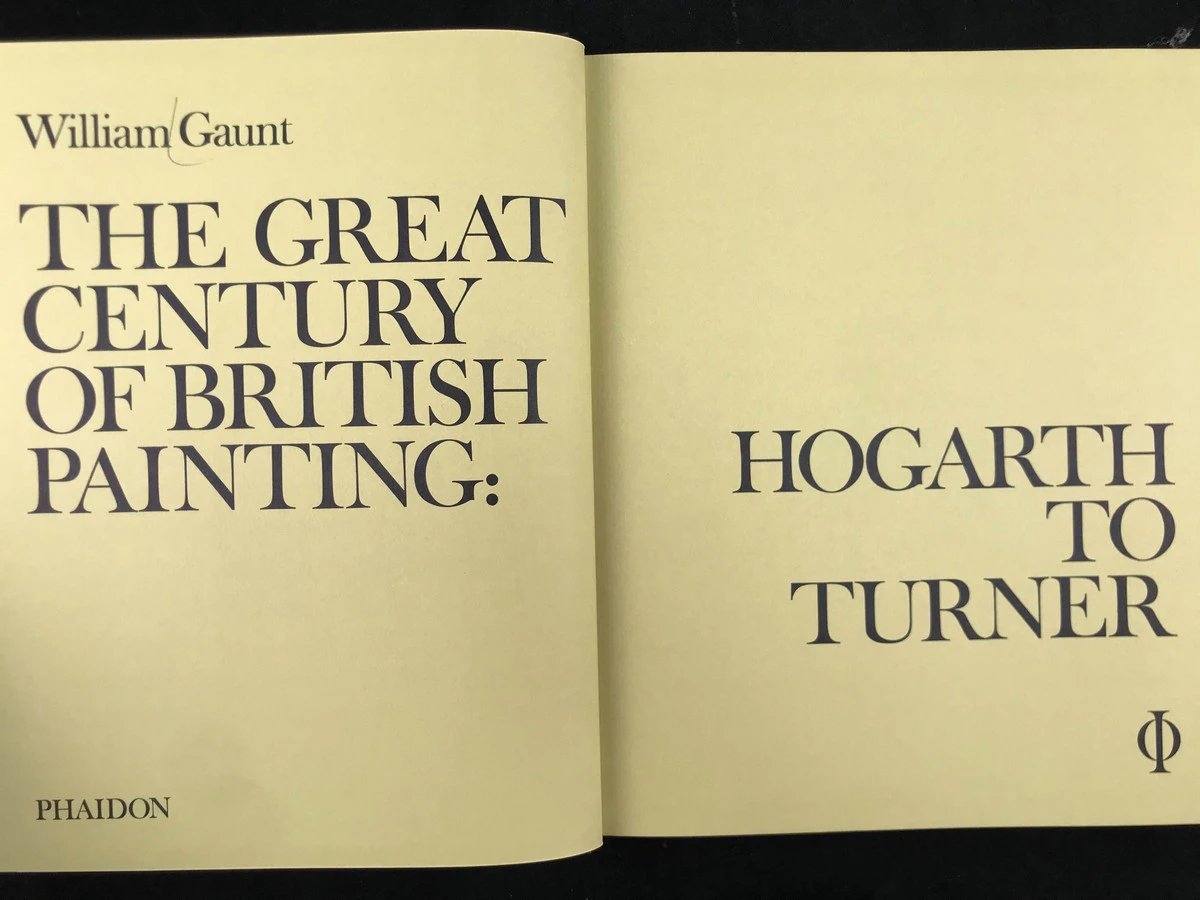 William Gaunt
THE GREAT
CENTURY
OF BRITISH
PAINTING:
PHAIDON
HOGARTH
TO
TURNER
Φ